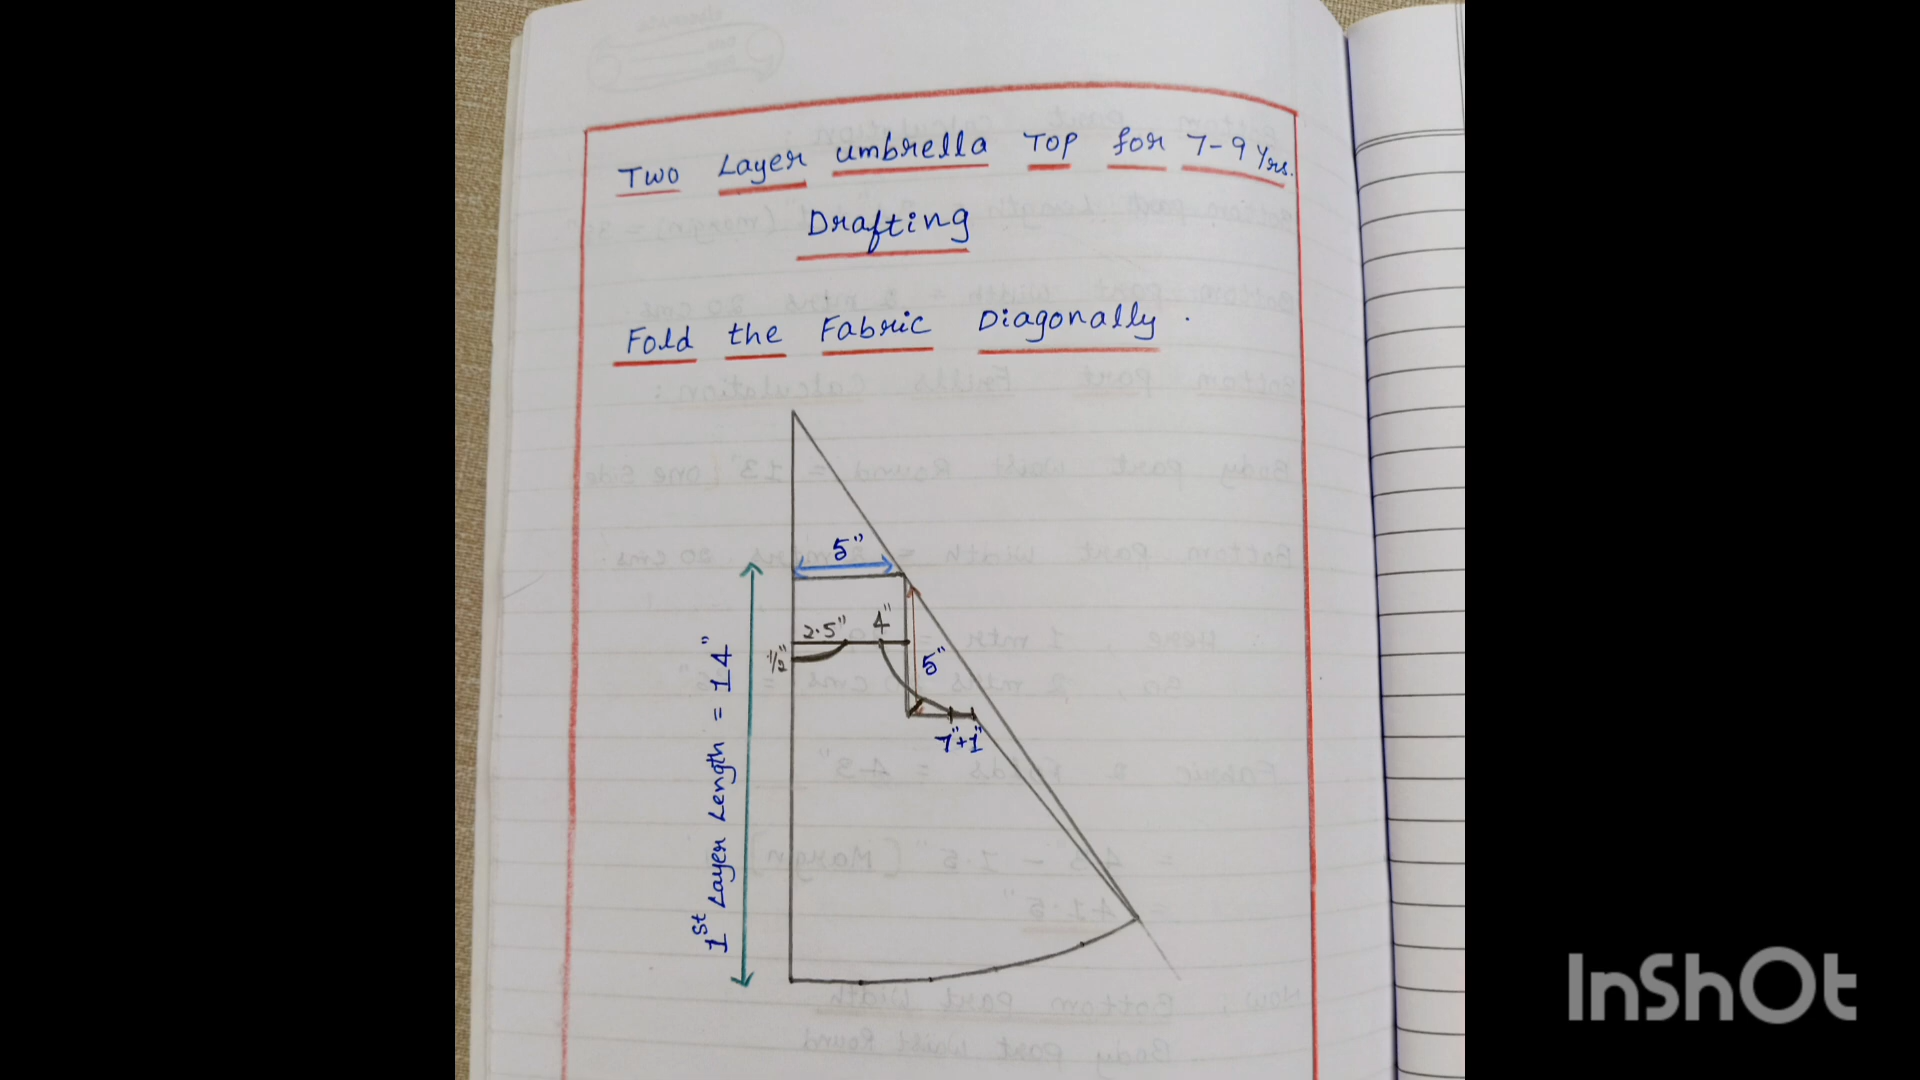 Two Layer umbrella Top for 7-9 Yrs.
Drafting
Fold the Fabric Diagonally.
5"
2.5"
4"
1/2"
5"
7"+1"
1st Layer Length = 14"
InShOt